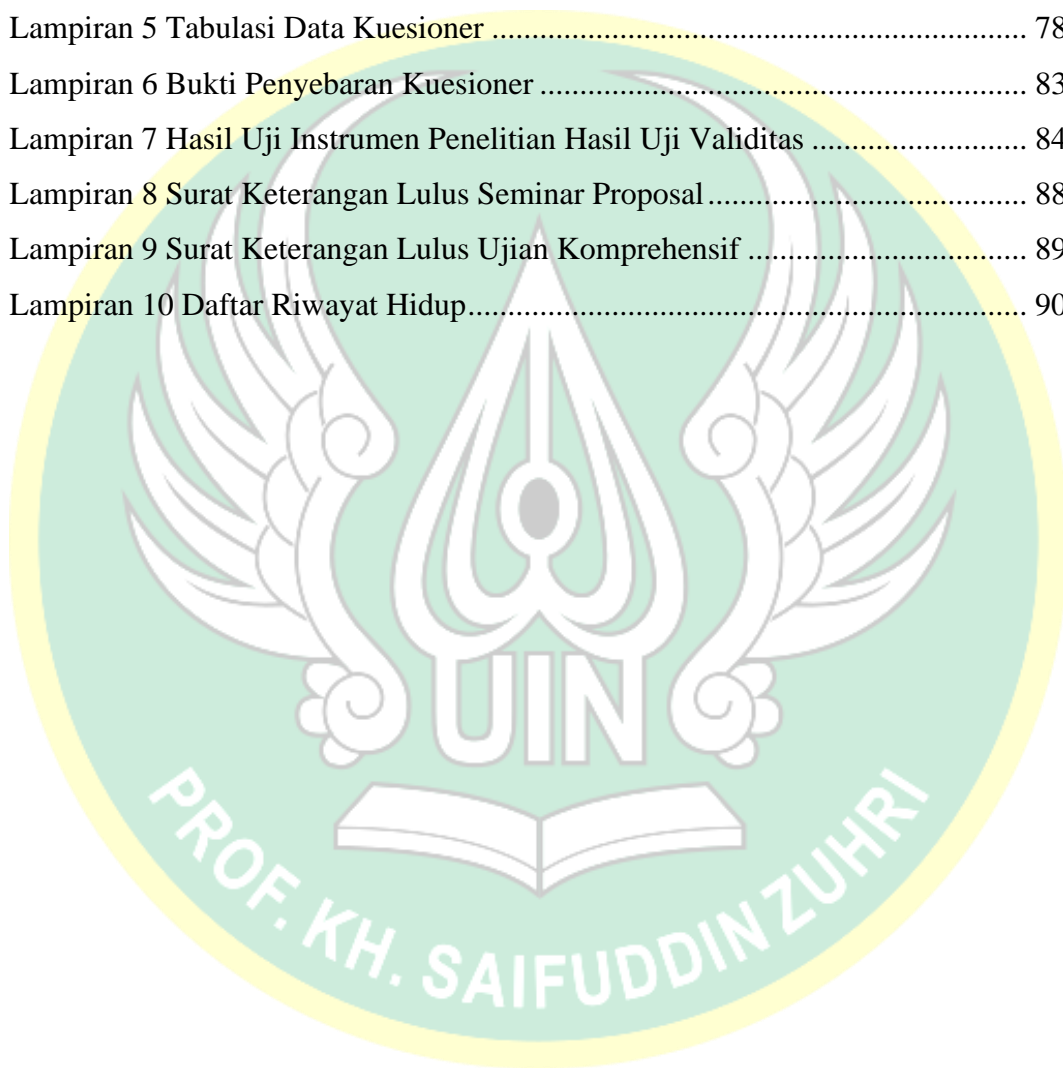 Lampiran 5 Tabulasi Data Kuesioner .................................................................... 78
Lampiran 6 Bukti Penyebaran Kuesioner .............................................................. 83
Lampiran 7 Hasil Uji Instrumen Penelitian Hasil Uji Validitas ........................... 84
Lampiran 8 Surat Keterangan Lulus Seminar Proposal ........................................ 88
Lampiran 9 Surat Keterangan Lulus Ujian Komprehensif ................................... 89
Lampiran 10 Daftar Riwayat Hidup ...................................................................... 90
UIN
PROF. KH. SAIFUDDIN ZUHRI